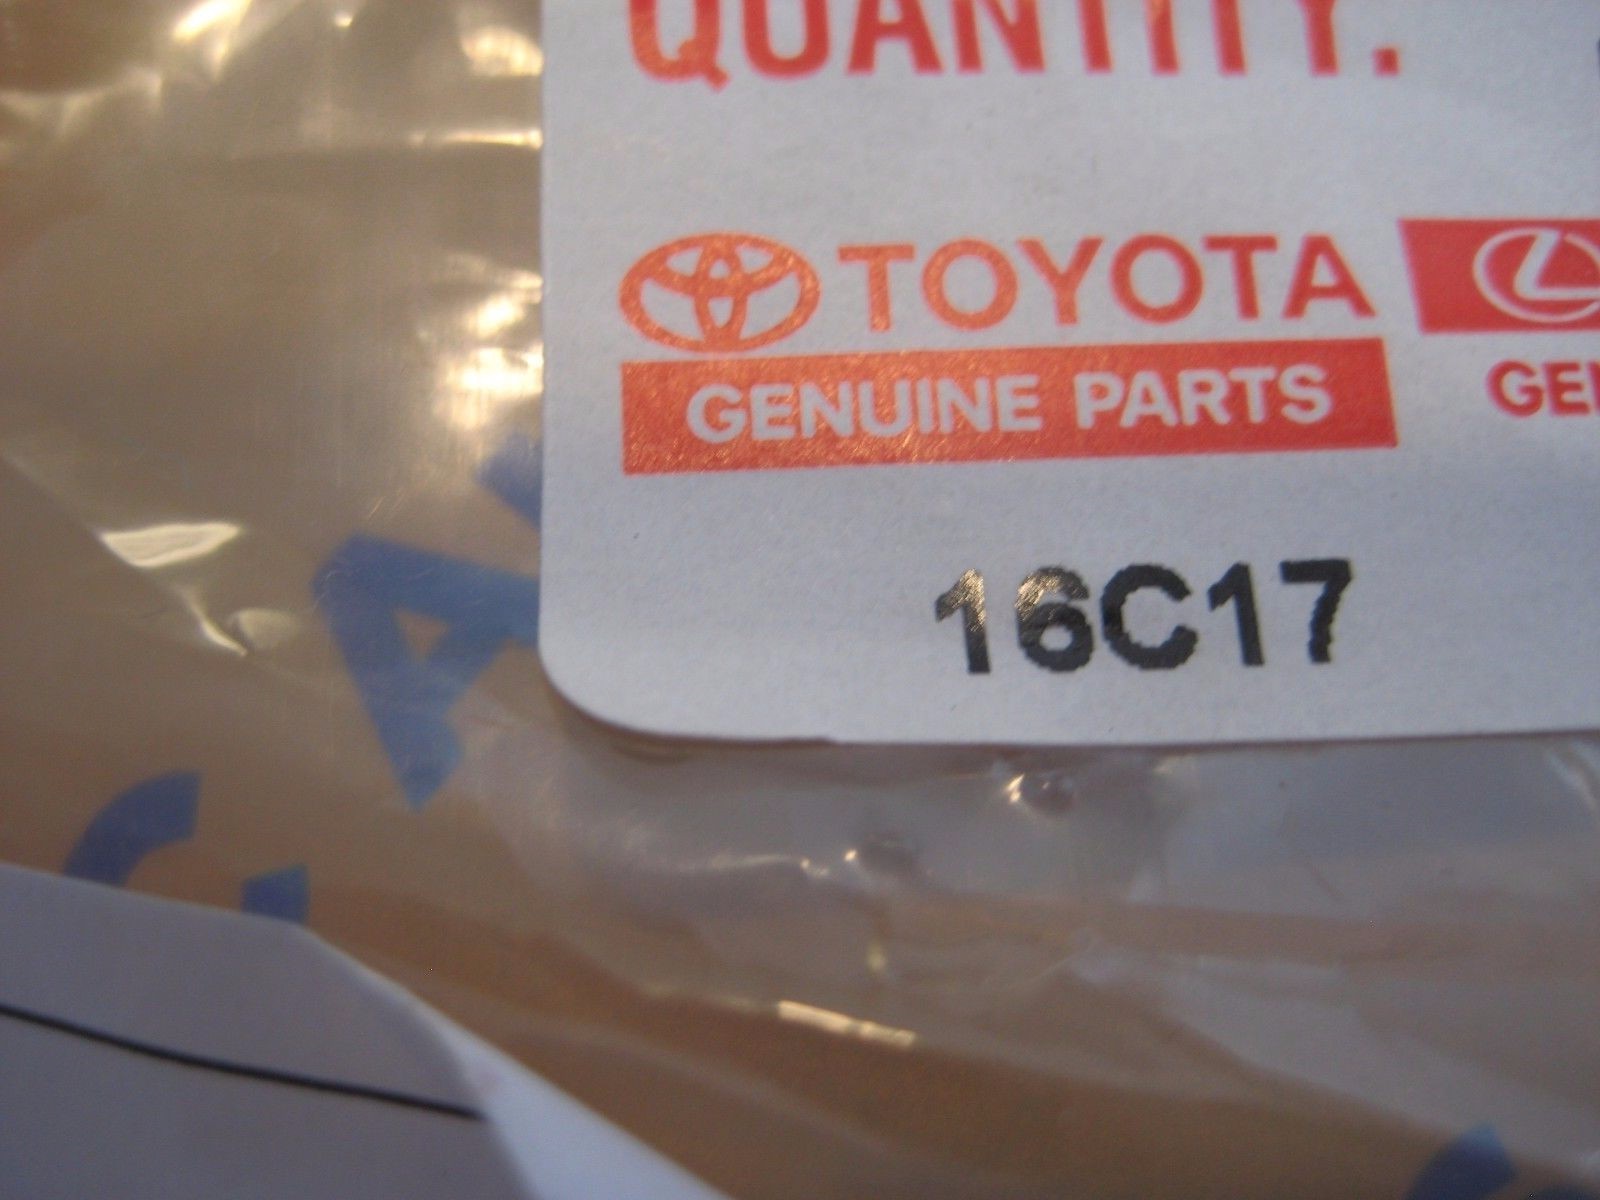 QUANTITY.
TOYOTA
GENUINE PARTS
16C17